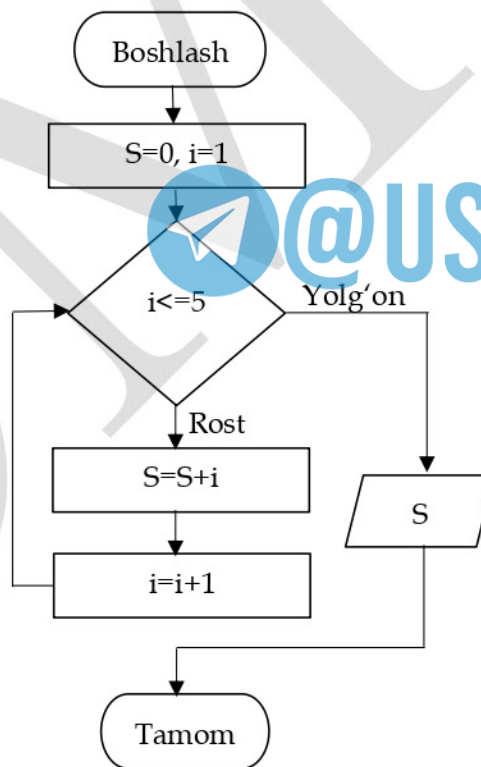 Boshlash
S=0, i=1
@US
i<=5
Yolg‘on
Rost
S=S+i
S
i=i+1
Tamom